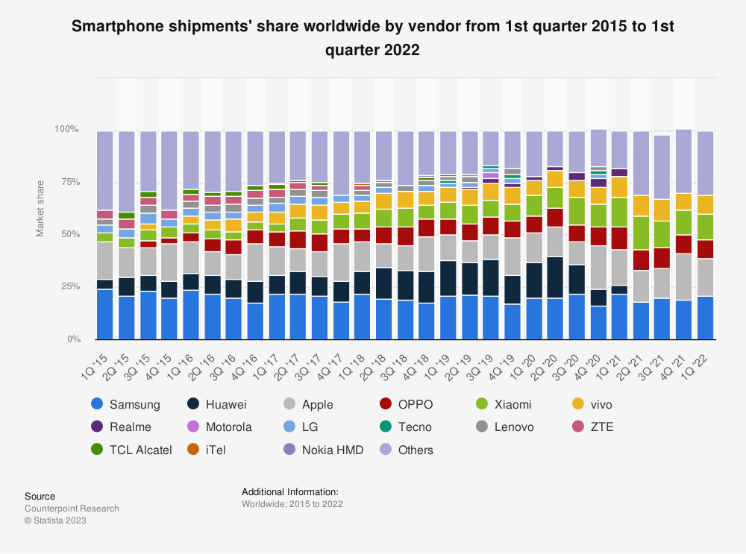 Smartphone shipments' share worldwide by vendor from 1st quarter 2015 to 1st
quarter 2022
100%
75%
50%
25%
0%
Market share
1Q '15
2Q '15
3Q '15
4Q '15
1Q '16
2Q '16
3Q '16
4Q '16
1Q '17
2Q '17
3Q '17
4Q '17
1Q '18
2Q '18
3Q '18
4Q '18
1Q '19
2Q '19
3Q '19
4Q '19
1Q '20
2Q '20
3Q '20
4Q '20
1Q '21
2Q '21
3Q '21
4Q '21
1Q '22
Samsung Huawei Apple OPPO Xiaomi vivo
Realme Motorola LG Tecno Lenovo ZTE
TCL Alcatel iTel Nokia HMD Others
Source
Counterpoint Research
© Statista 2023
Additional Information:
Worldwide; 2015 to 2022